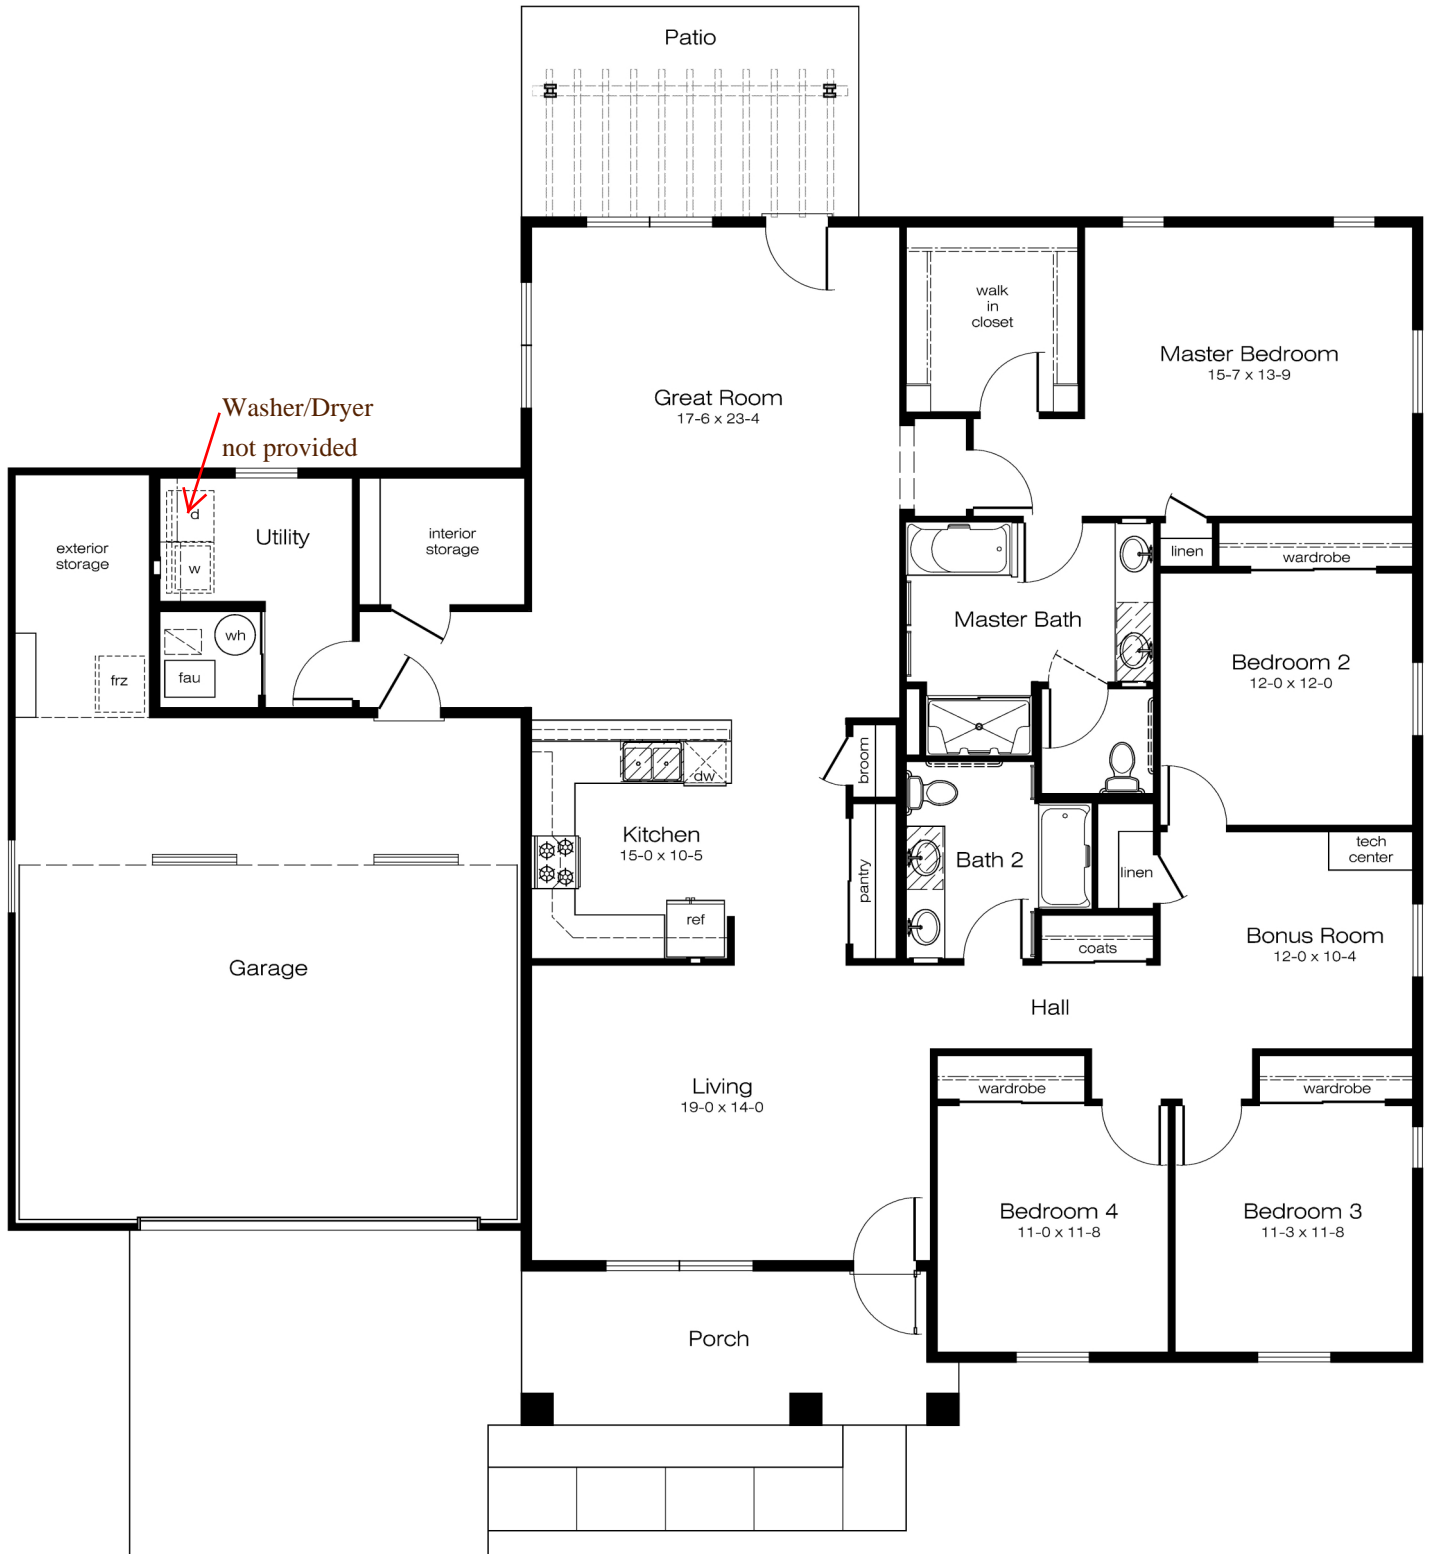 Patio
walk
in
closet
Master Bedroom
15-7 x 13-9
Great Room
17-6 x 23-4
Washer/Dryer
not provided
d
w
Utility
interior
storage
exterior
storage
wh
fau
frz
linen
wardrobe
Master Bath
Bedroom 2
12-0 x 12-0
broom
dw
Kitchen
15-0 x 10-5
ref
pantry
Bath 2
linen
tech
center
coats
Bonus Room
12-0 x 10-4
Garage
Hall
Living
19-0 x 14-0
wardrobe
wardrobe
Bedroom 4
11-0 x 11-8
Bedroom 3
11-3 x 11-8
Porch